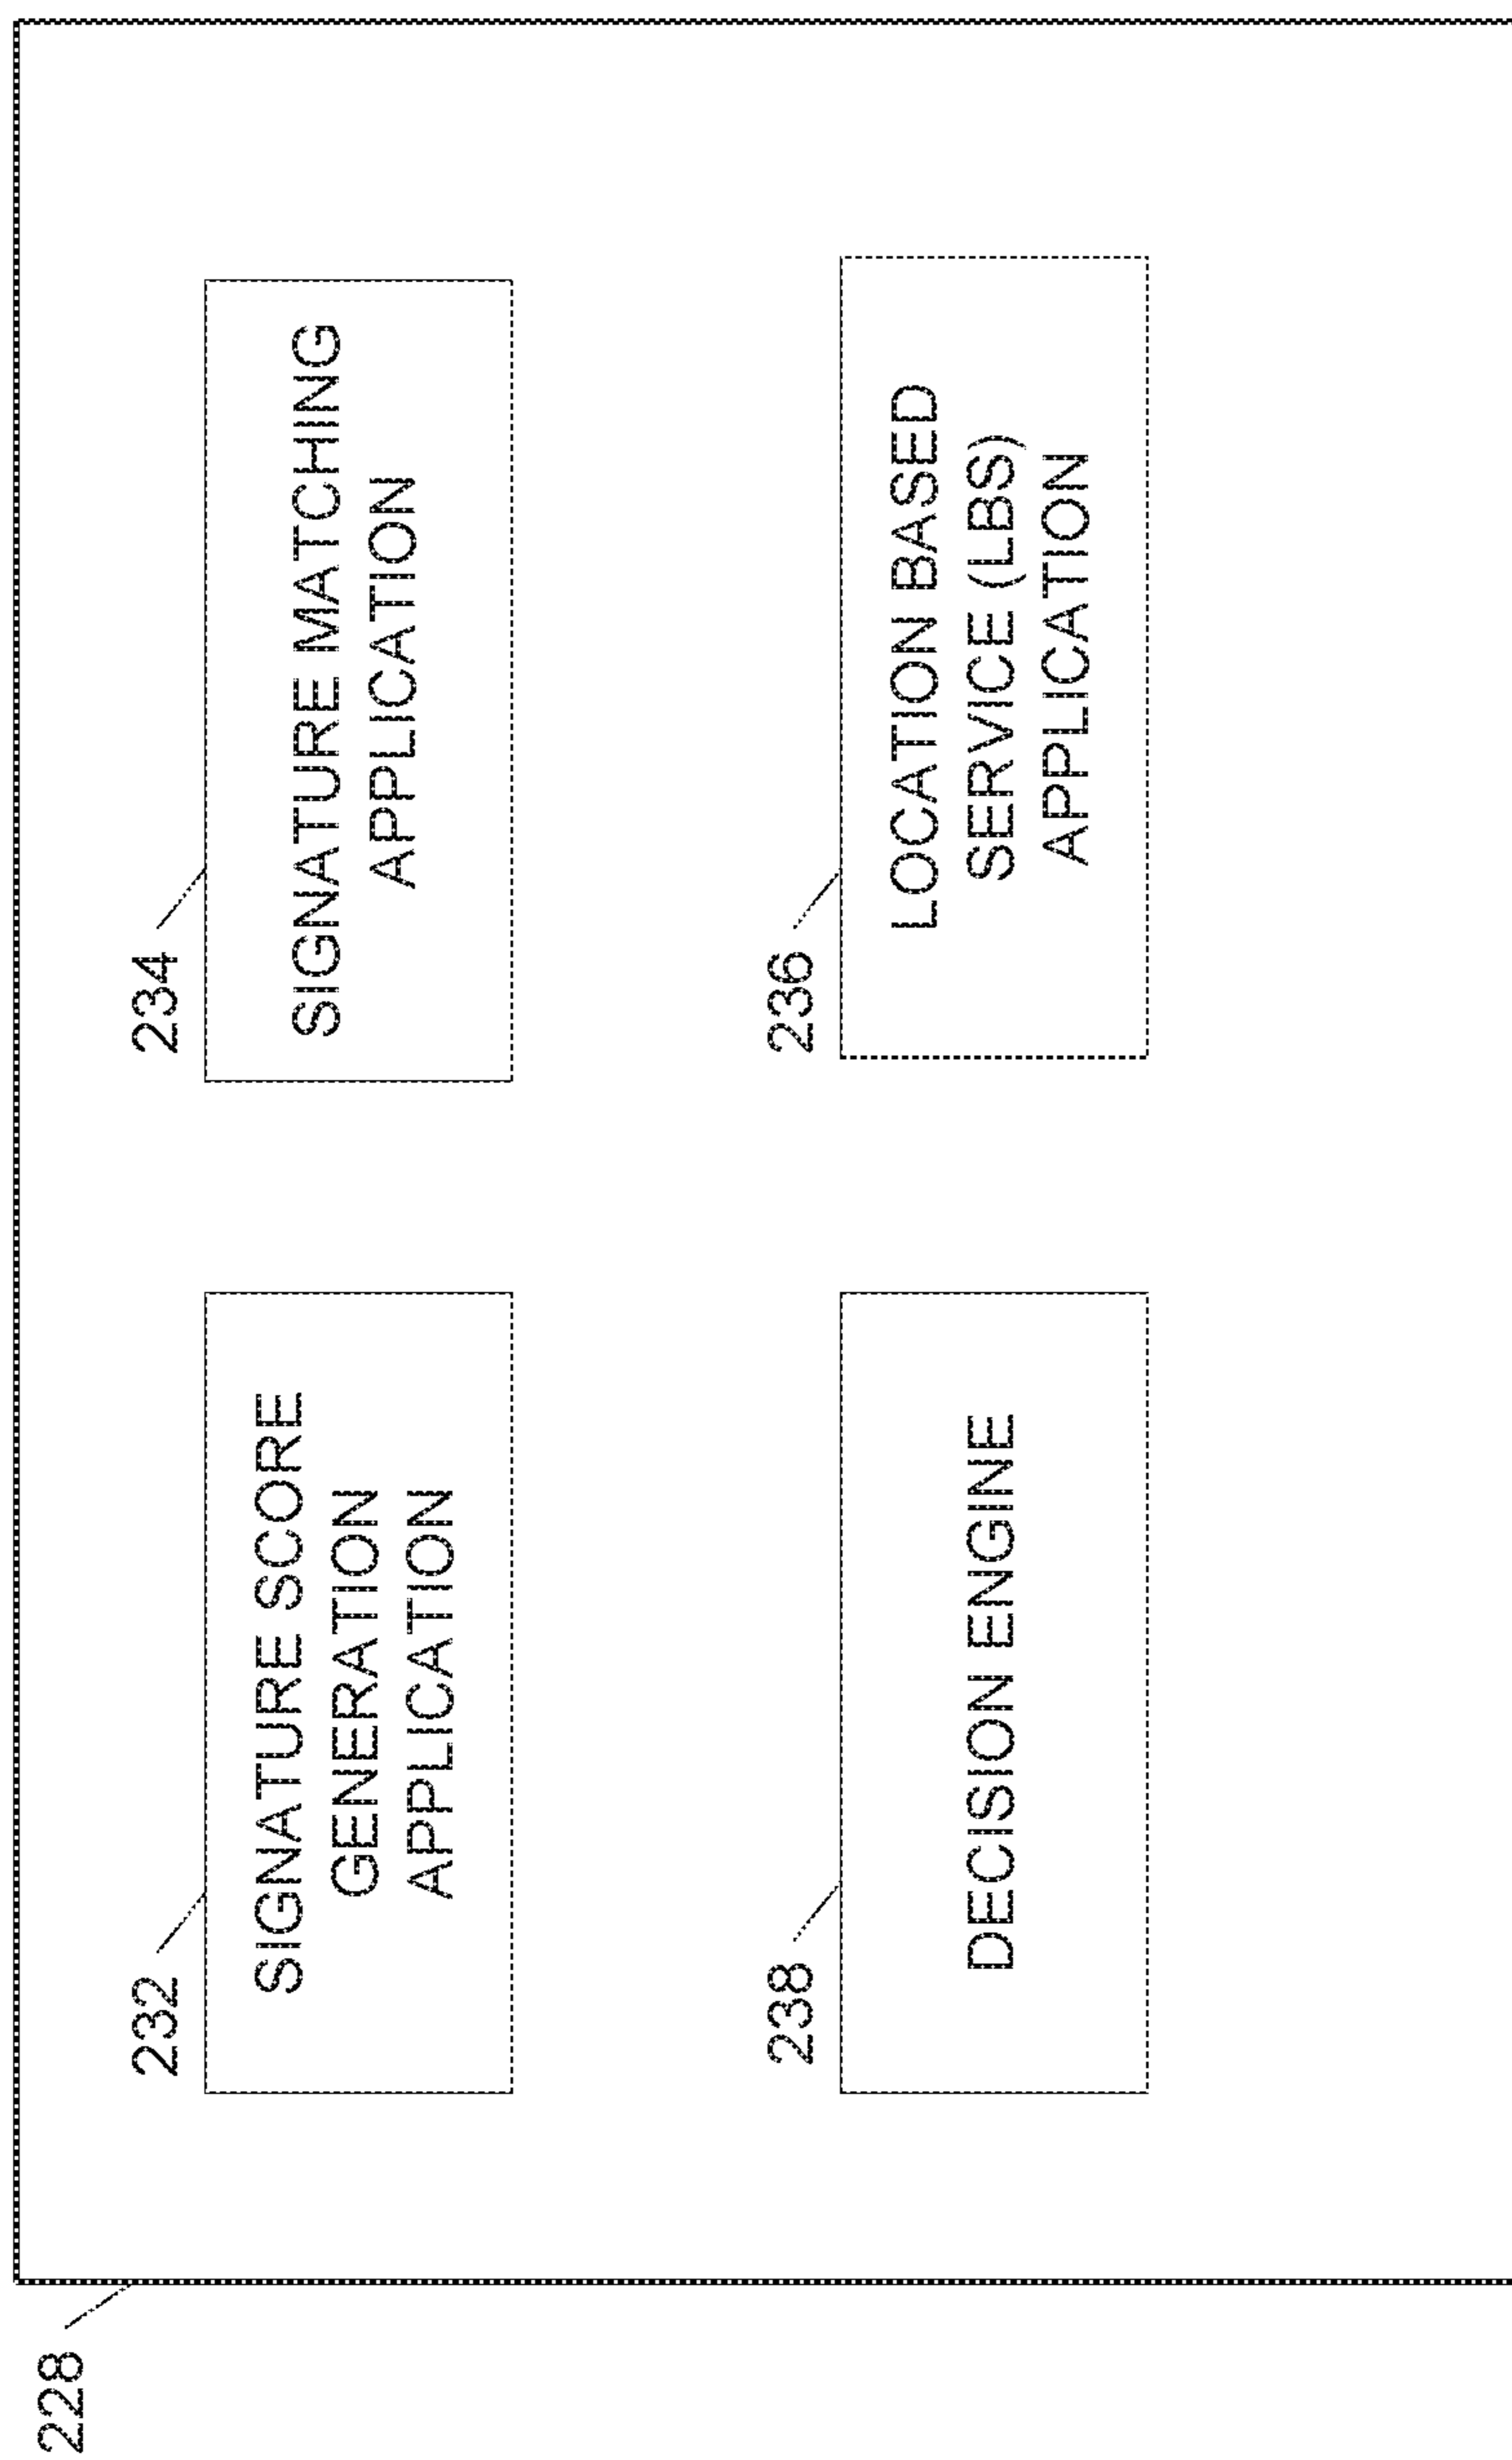 228
232
SIGNATURE SCORE
GENERATION
APPLICATION
234
SIGNATURE MATCHING
APPLICATION
238
DECISION ENGINE
236
LOCATION BASED
SERVICE (LBS)
APPLICATION